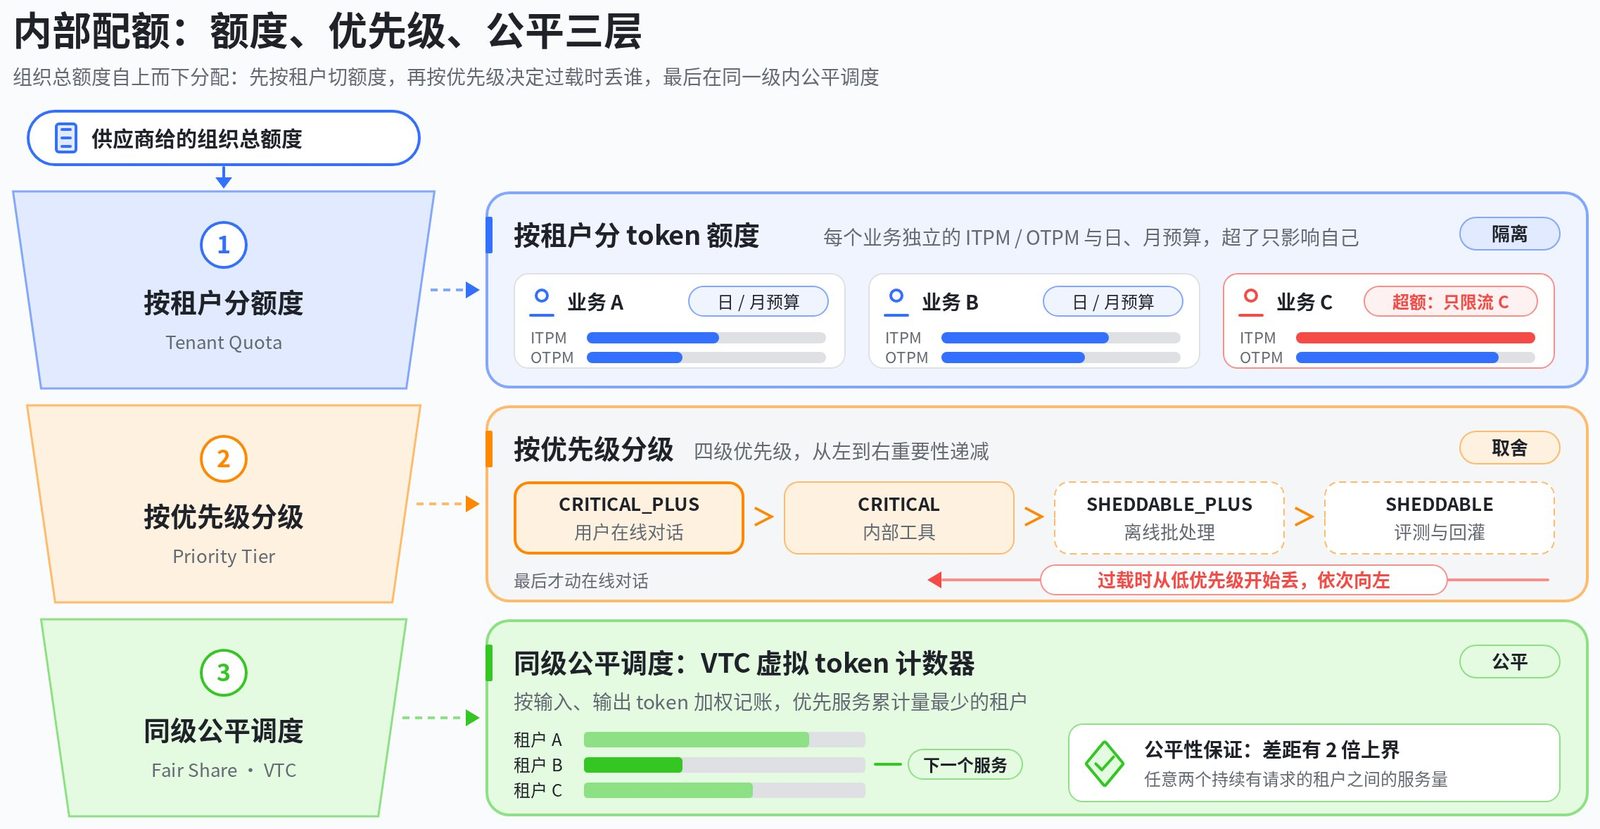 内部配额：额度、优先级、公平三层
组织总额度自上而下分配：先按租户切额度，再按优先级决定过载时丢谁，最后在同一级内公平调度
供应商给的组织总额度
1
按租户分额度
Tenant Quota
按租户分 token 额度
每个业务独立的 ITPM / OTPM 与日、月预算，超了只影响自己
隔离
业务 A
日 / 月预算
ITPM
OTPM
业务 B
日 / 月预算
ITPM
OTPM
业务 C
超额：只限流 C
ITPM
OTPM
2
按优先级分级
Priority Tier
按优先级分级
四级优先级，从左到右重要性递减
取舍
CRITICAL_PLUS
用户在线对话
>
CRITICAL
内部工具
>
SHEDDABLE_PLUS
离线批处理
>
SHEDDABLE
评测与回灌
最后才动在线对话
过载时从低优先级开始丢，依次向左
3
同级公平调度
Fair Share • VTC
同级公平调度：VTC 虚拟 token 计数器
公平
按输入、输出 token 加权记账，优先服务累计量最少的租户
租户 A
租户 B
租户 C
下一个服务
公平性保证：差距有 2 倍上界
任意两个持续有请求的租户之间的服务量